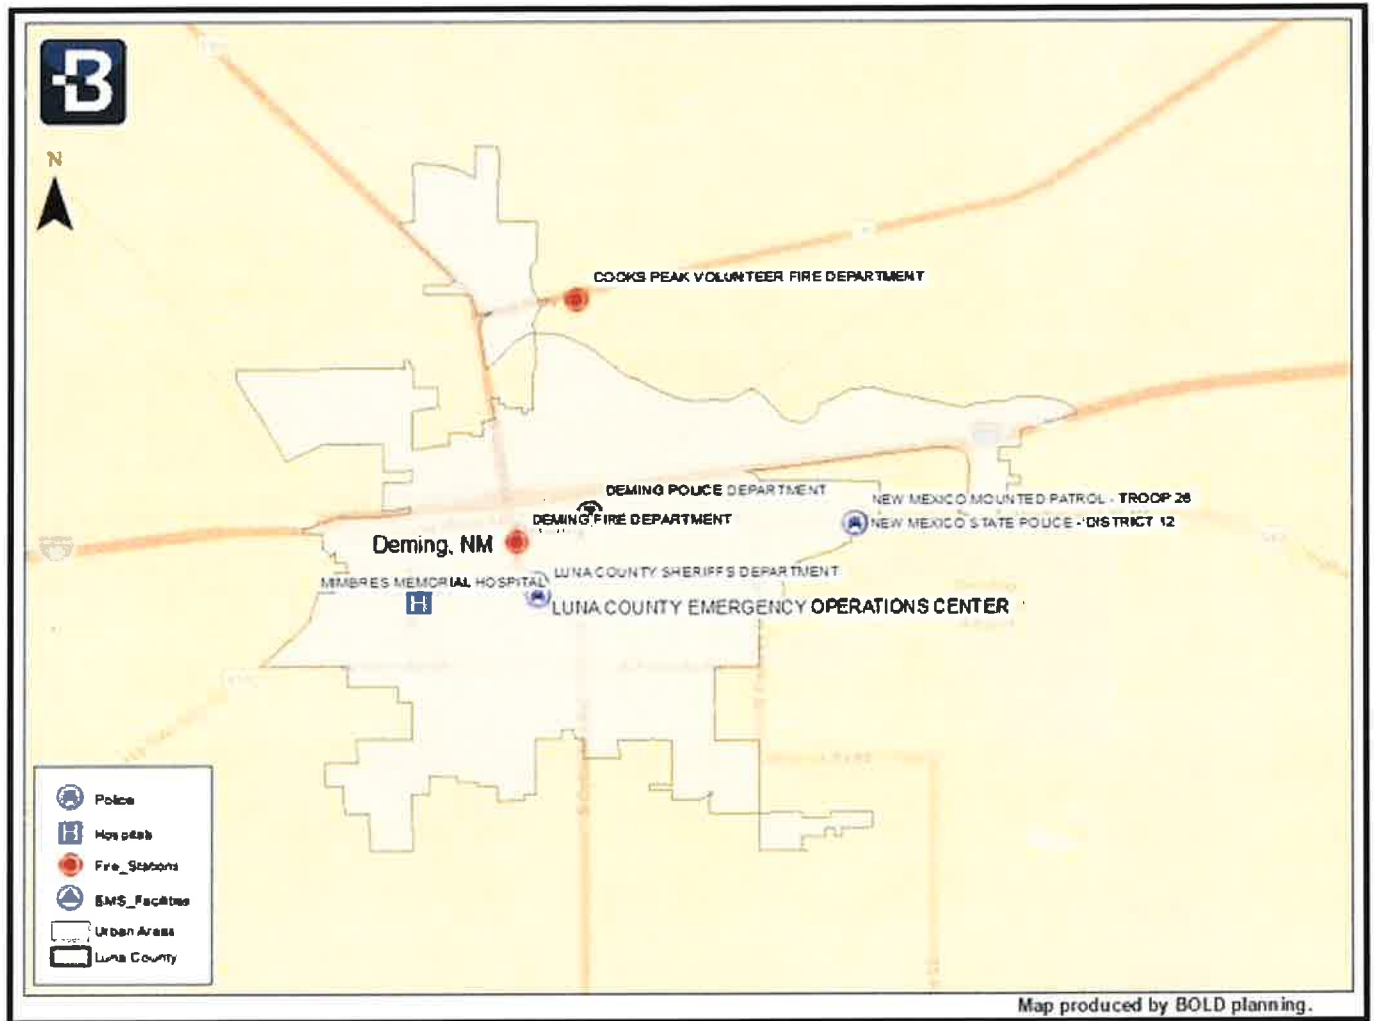 B
N
COOKS PEAK VOLUNTEER FIRE DEPARTMENT
DEMING POLICE DEPARTMENT
NEW MEXICO MOUNTED PATROL - TROOP 26
DEMING FIRE DEPARTMENT
NEW MEXICO STATE POLICE - DISTRICT 12
Deming, NM
LUNA COUNTY SHERIFFS DEPARTMENT
MIMBRES MEMORIAL HOSPITAL
H
LUNA COUNTY EMERGENCY OPERATIONS CENTER
Police
H Hospitals
Fire_Stations
EMS_Facilities
Urban Areas
Luna County
Map produced by BOLD planning.